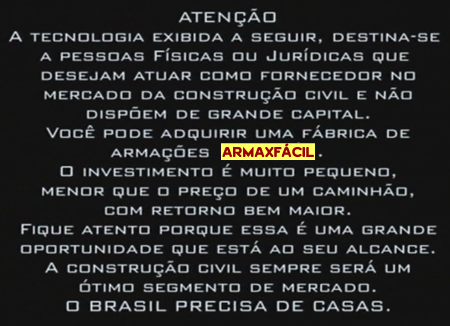 ATENÇÃO
A TECNOLOGIA EXIBIDA A SEGUIR, DESTINA-SE
A PESSOAS FÍSICAS OU JURÍDICAS QUE
DESEJAM ATUAR COMO FORNECEDOR NO
MERCADO DA CONSTRUÇÃO CIVIL E NÃO
DISPÕEM DE GRANDE CAPITAL.
VOCÊ PODE ADQUIRIR UMA FÁBRICA DE
ARMAÇÕES ARMAXFÁCIL.
O INVESTIMENTO É MUITO PEQUENO,
MENOR QUE O PREÇO DE UM CAMINHÃO,
COM RETORNO BEM MAIOR.
FIQUE ATENTO PORQUE ESSA É UMA GRANDE
OPORTUNIDADE QUE ESTÁ AO SEU ALCANCE.
A CONSTRUÇÃO CIVIL SEMPRE SERÁ UM
ÓTIMO SEGMENTO DE MERCADO.
O BRASIL PRECISA DE CASAS.